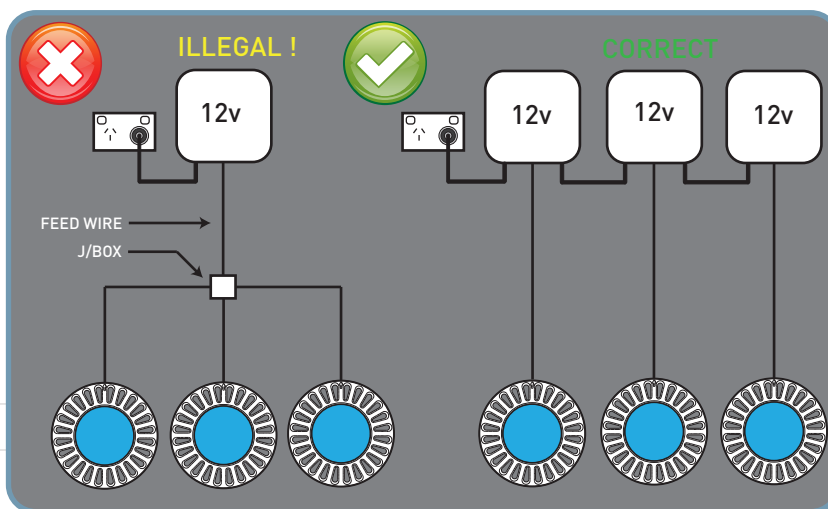 ILLEGAL !
12v
FEED WIRE
J/BOX
CORRECT
12v
12v
12v